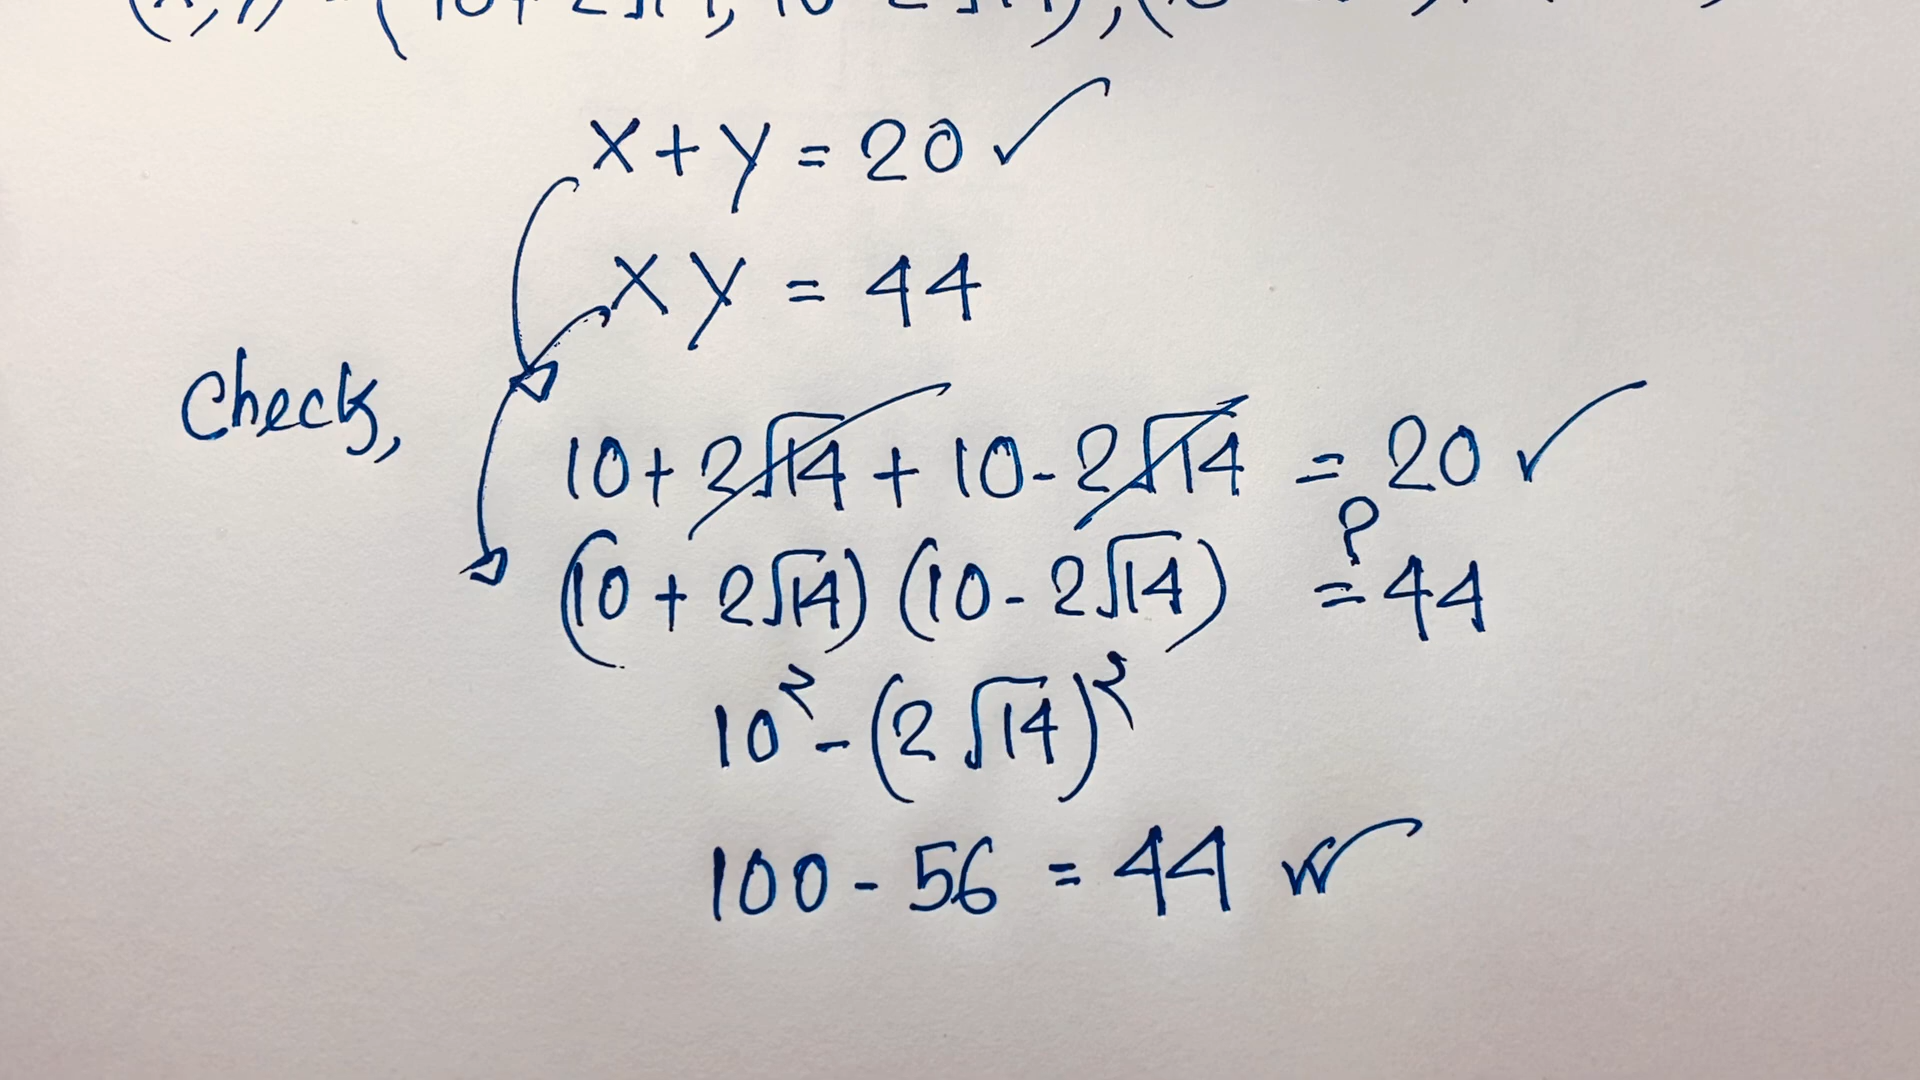 x + y = 20 ✓
x y = 44
Check,
10 + 2√14 + 10 - 2√14 = 20 ✓
(10 + 2√14) (10 - 2√14) ?= 44
10² - (2√14)²
100 - 56 = 44 ✓